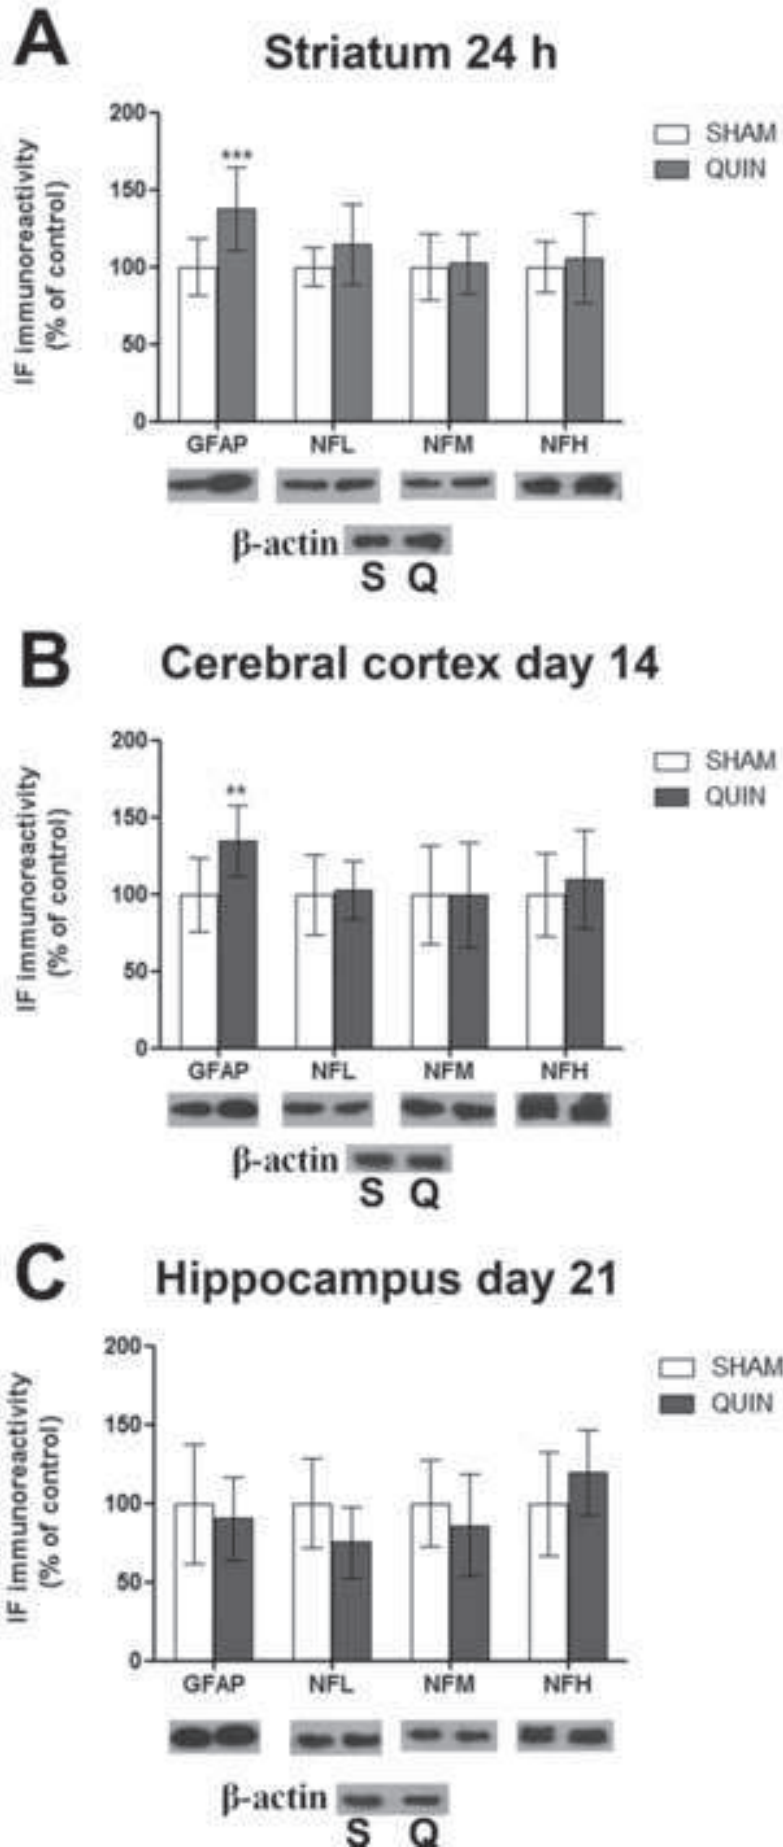 A
Striatum 24 h
IF immunoreactivity
(% of control)
200
150
100
50
0
***
SHAM
QUIN
GFAP NFL NFM NFH
β-actin
S Q
B
Cerebral cortex day 14
IF immunoreactivity
(% of control)
200
150
100
50
0
**
SHAM
QUIN
GFAP NFL NFM NFH
β-actin
S Q
C
Hippocampus day 21
IF immunoreactivity
(% of control)
200
150
100
50
0
SHAM
QUIN
GFAP NFL NFM NFH
β-actin
S Q